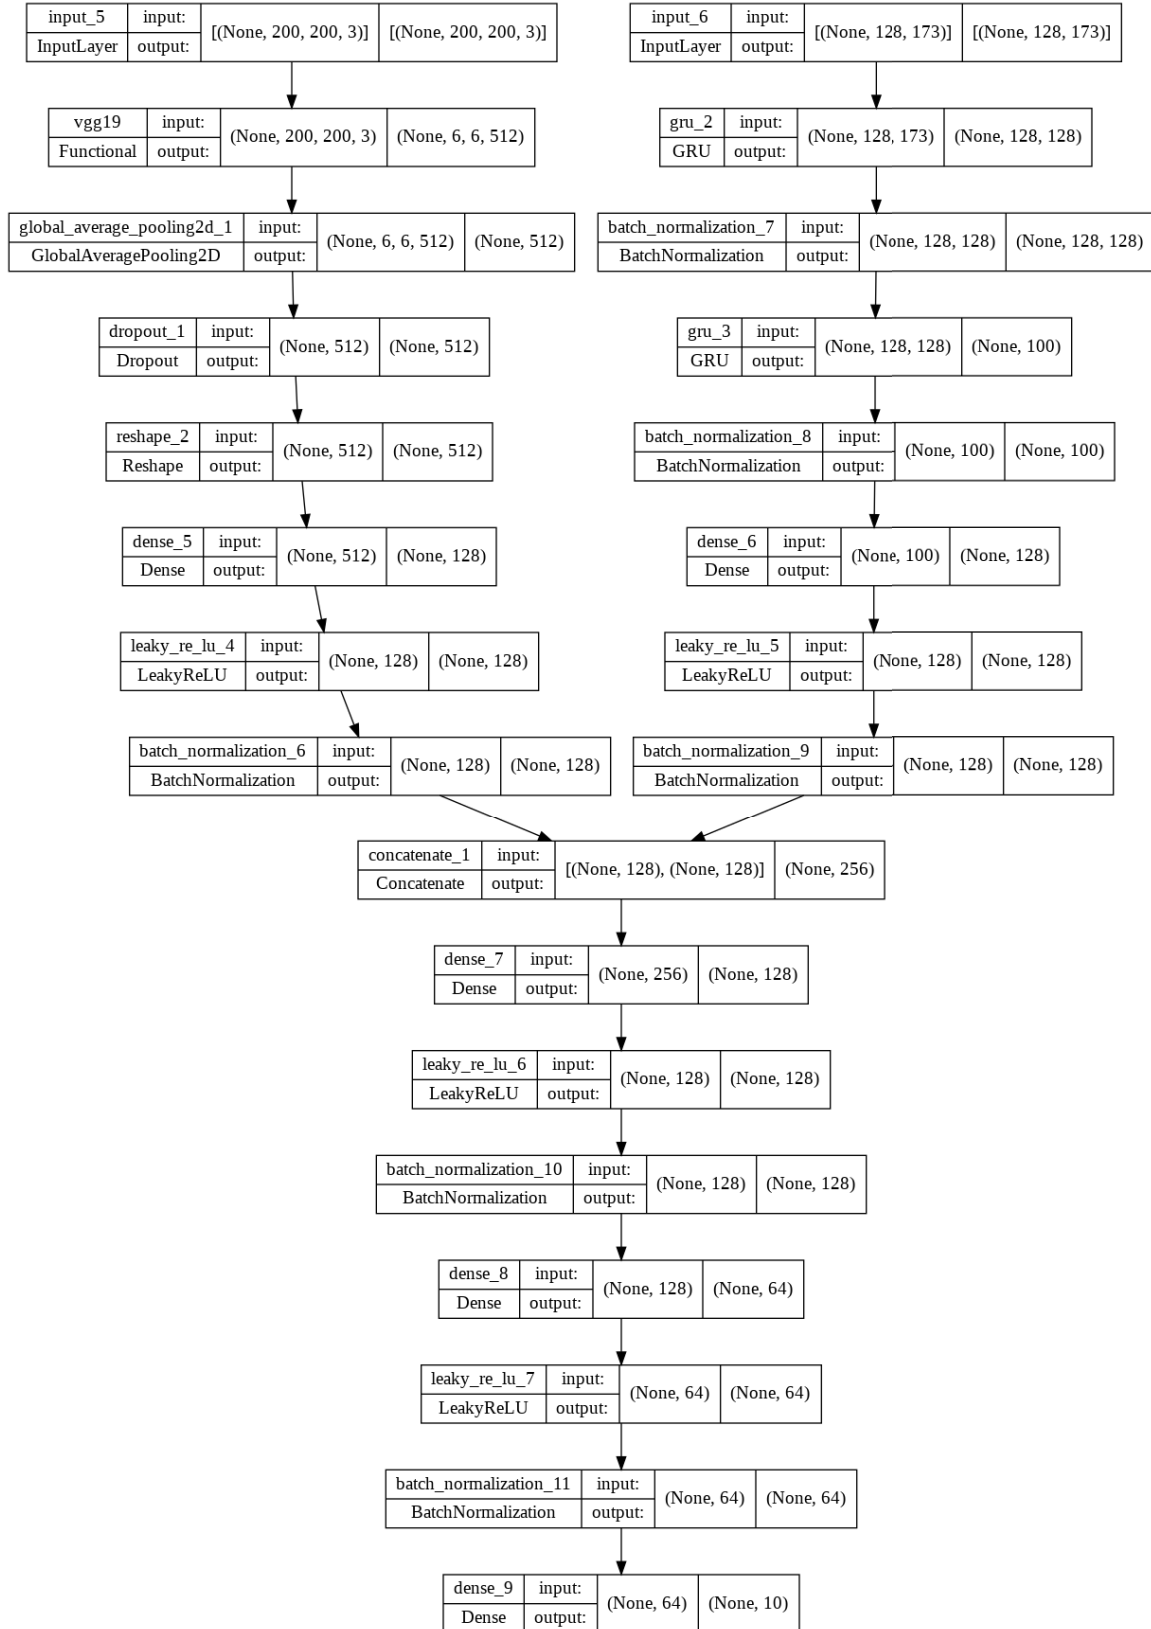 input_5 input: [(None, 200, 200, 3)] [(None, 200, 200, 3)]
InputLayer output:
input_6 input: [(None, 128, 173)] [(None, 128, 173)]
InputLayer output:
vgg19 input: (None, 200, 200, 3) (None, 6, 6, 512)
Functional output:
gru_2 input: (None, 128, 173) (None, 128, 128)
GRU output:
global_average_pooling2d_1 input: (None, 6, 6, 512) (None, 512)
GlobalAveragePooling2D output:
batch_normalization_7 input: (None, 128, 128) (None, 128, 128)
BatchNormalization output:
dropout_1 input: (None, 512) (None, 512)
Dropout output:
gru_3 input: (None, 128, 128) (None, 100)
GRU output:
reshape_2 input: (None, 512) (None, 512)
Reshape output:
batch_normalization_8 input: (None, 100) (None, 100)
BatchNormalization output:
dense_5 input: (None, 512) (None, 128)
Dense output:
dense_6 input: (None, 100) (None, 128)
Dense output:
leaky_re_lu_4 input: (None, 128) (None, 128)
LeakyReLU output:
leaky_re_lu_5 input: (None, 128) (None, 128)
LeakyReLU output:
batch_normalization_6 input: (None, 128) (None, 128)
BatchNormalization output:
batch_normalization_9 input: (None, 128) (None, 128)
BatchNormalization output:
concatenate_1 input: [(None, 128), (None, 128)] (None, 256)
Concatenate output:
dense_7 input: (None, 256) (None, 128)
Dense output:
leaky_re_lu_6 input: (None, 128) (None, 128)
LeakyReLU output:
batch_normalization_10 input: (None, 128) (None, 128)
BatchNormalization output:
dense_8 input: (None, 128) (None, 64)
Dense output:
leaky_re_lu_7 input: (None, 64) (None, 64)
LeakyReLU output:
batch_normalization_11 input: (None, 64) (None, 64)
BatchNormalization output:
dense_9 input: (None, 64) (None, 10)
Dense output: